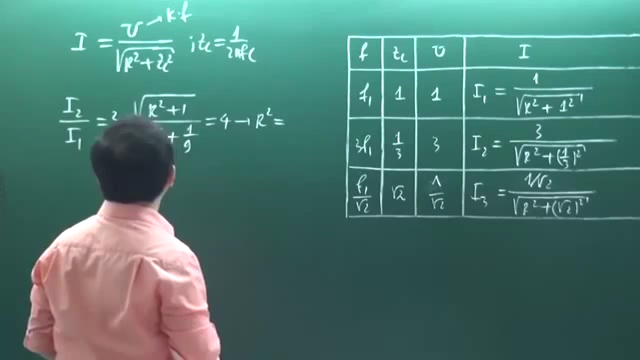 I = U/√(R²+Zc²) ; Zc = 1/2πfC
→ K.f
I₂/I₁ = 3 √(R²+1) + 1/9 = 4 → R² =
f Zc U I
f₁ 1 1 I₁ = 1/√(R²+1²)
3f₁ 1/3 3 I₂ = 3/√(R²+(1/3)²)
f₁/√2 √2 1/√2 I₃ = 1/√2/√(R²+(√2)²)